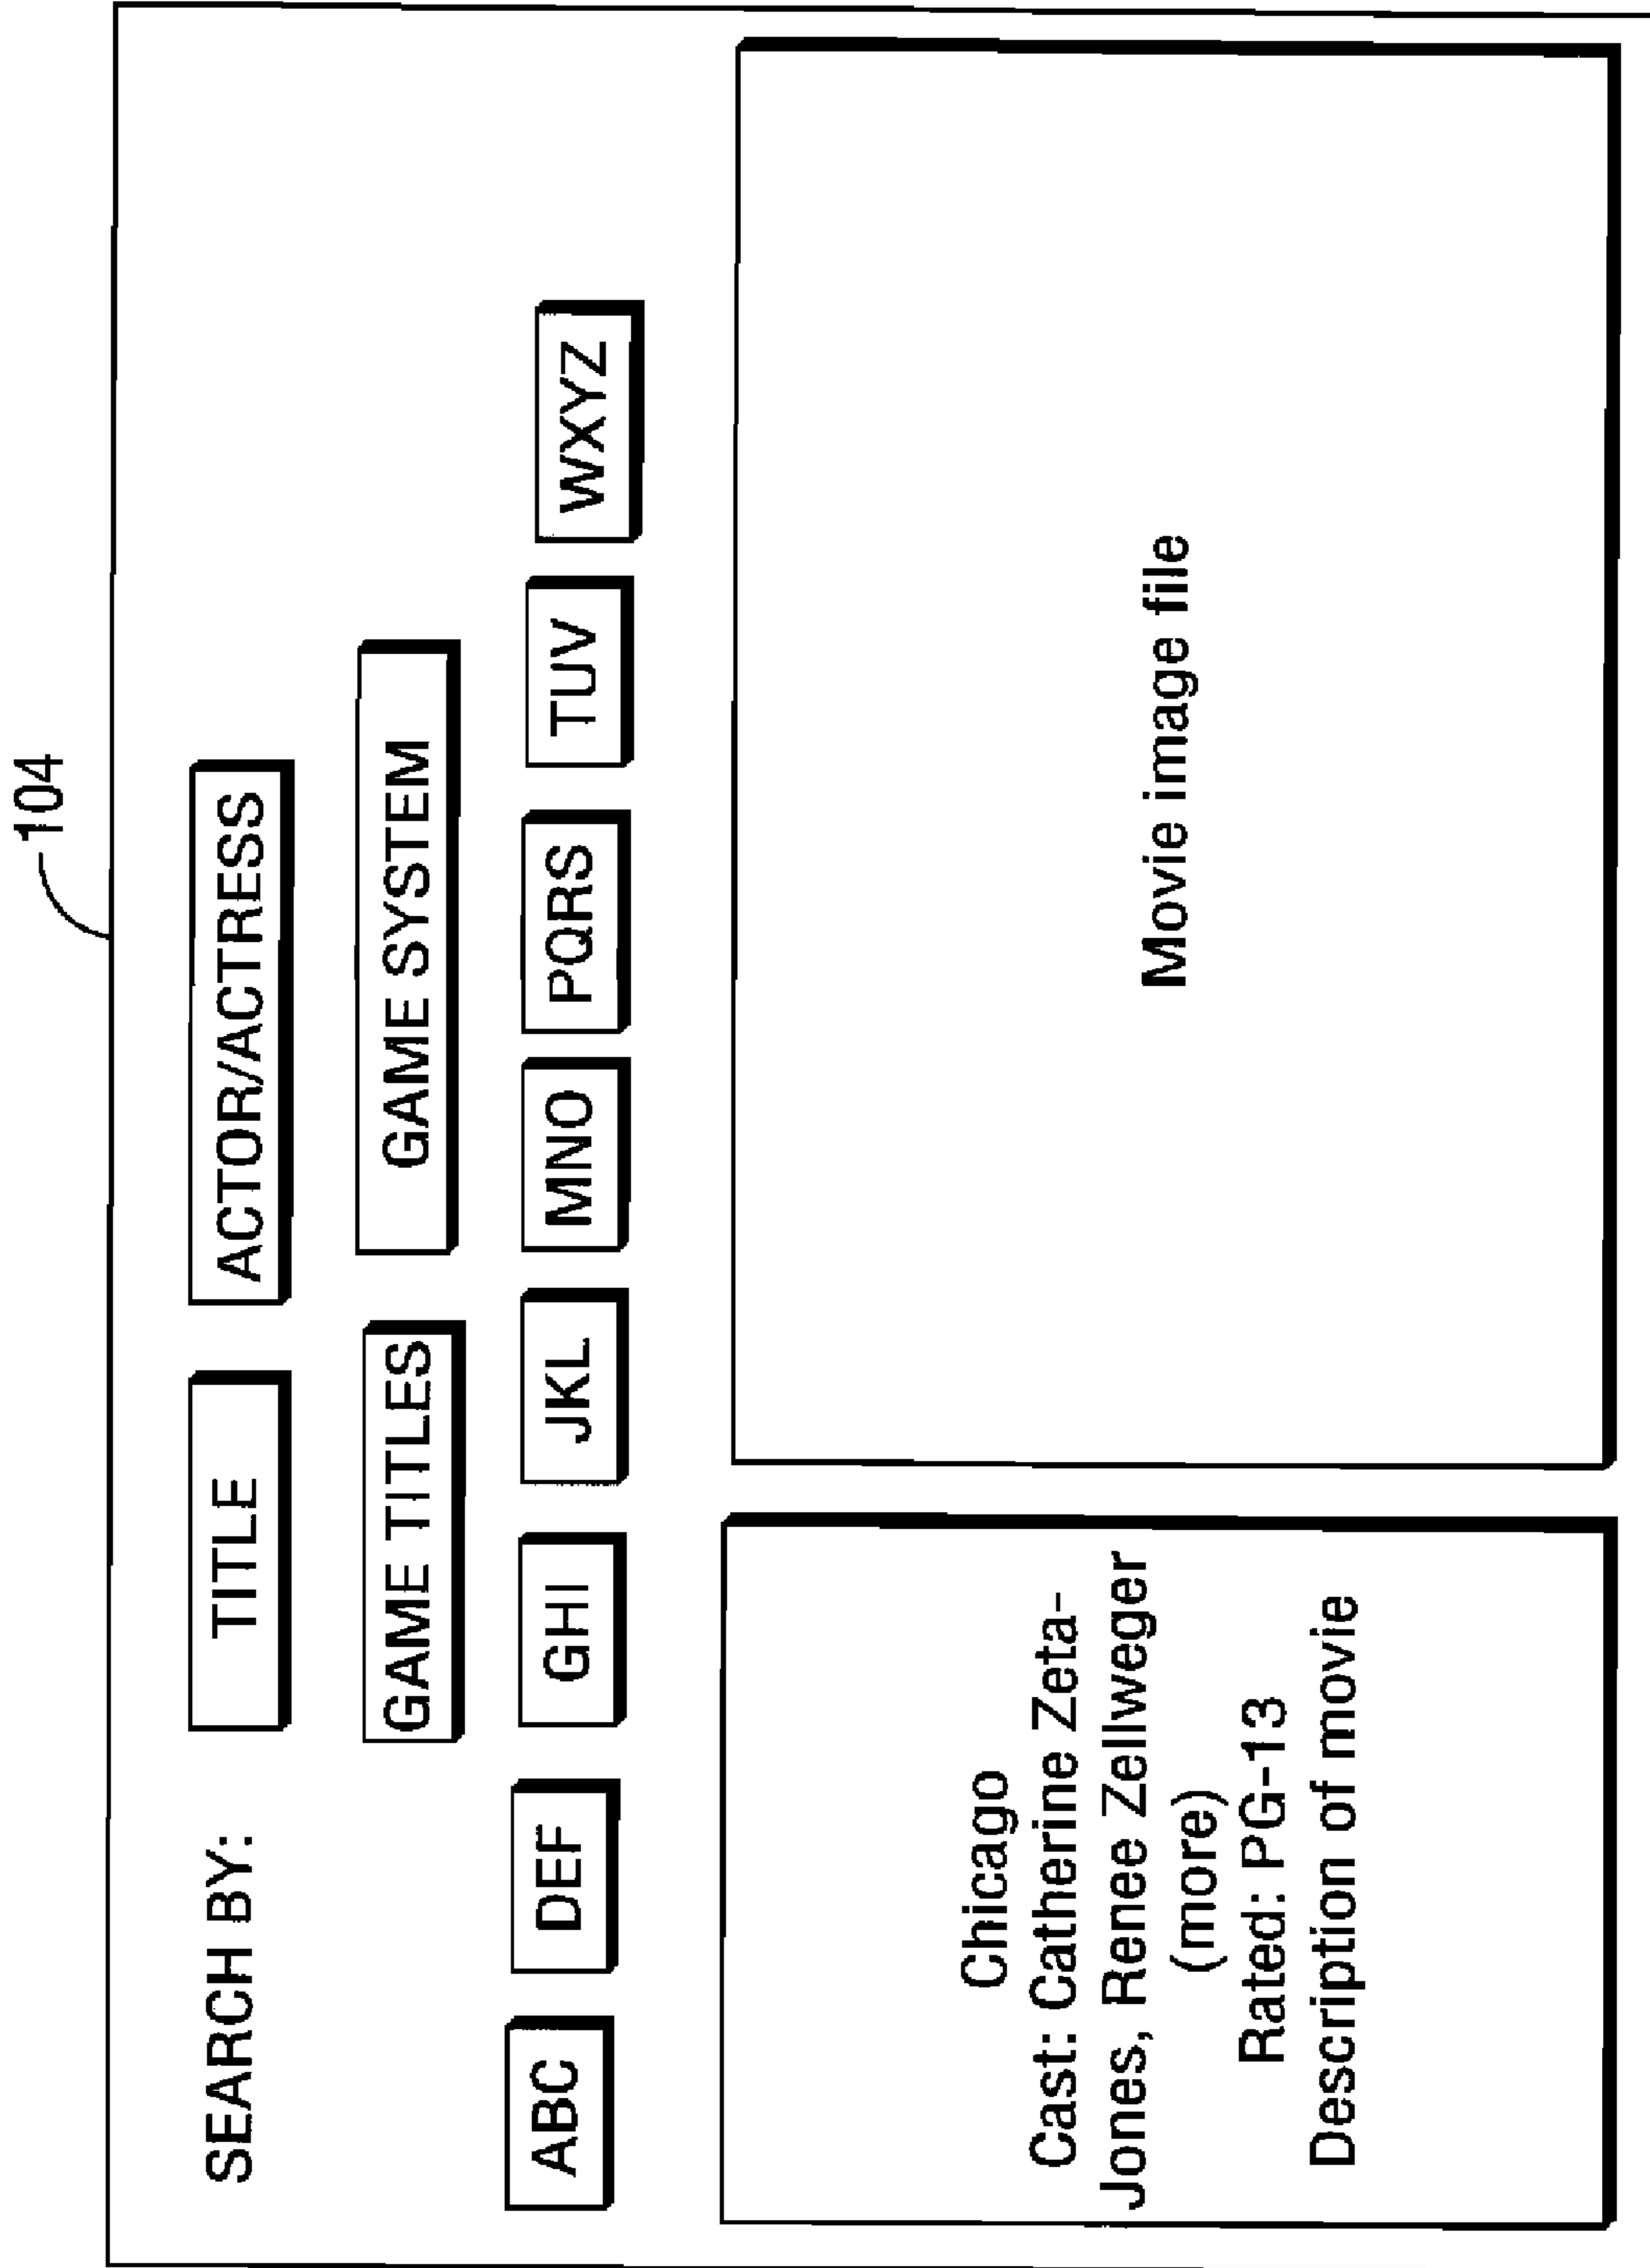 104
SEARCH BY: TITLE ACTOR/ACTRESS
GAME TITLES GAME SYSTEM
ABC DEF GHI JKL MNO PQRS TUV WXYZ
Chicago
Cast: Catherine Zeta-
Jones, Renee Zellweger
(more)
Rated: PG-13
Description of movie
Movie image file